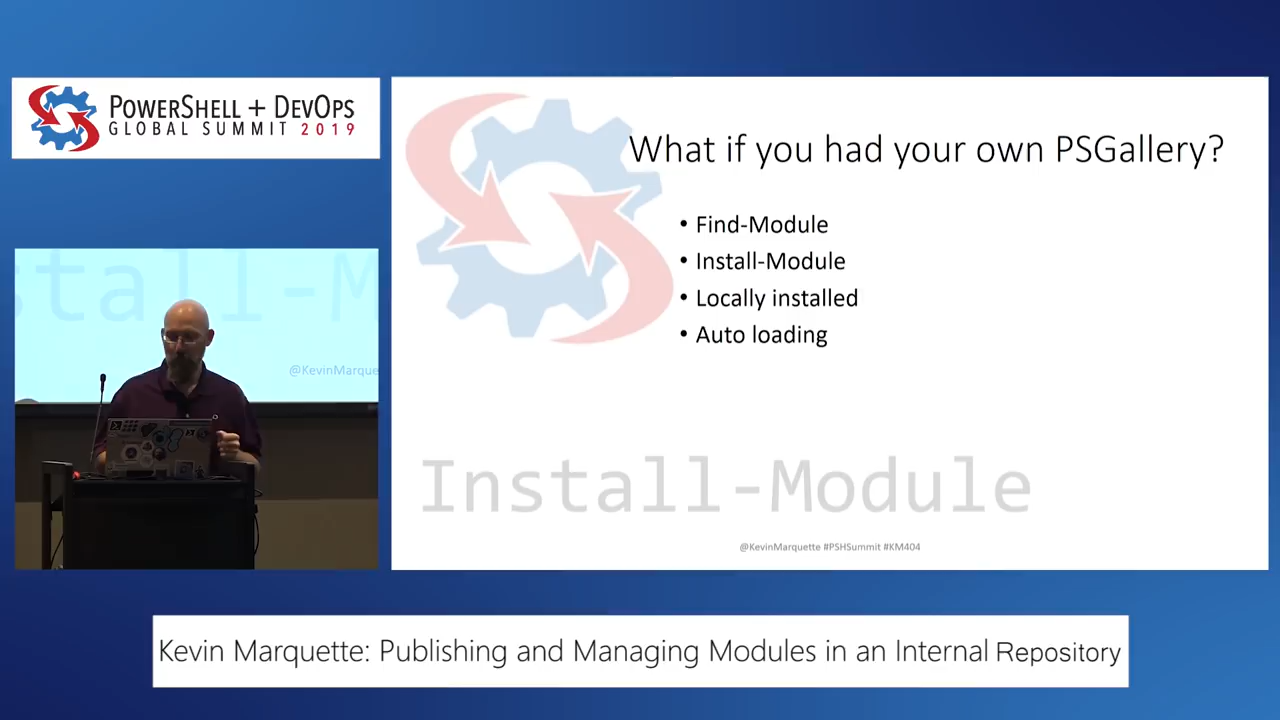 POWERSHELL + DEVOPS
GLOBAL SUMMIT 2019
What if you had your own PSGallery?
• Find-Module
• Install-Module
• Locally installed
• Auto loading
Install-Module
@KevinMarquette #PSHSummit #KM404
stall-M
@KevinMarque
Kevin Marquette: Publishing and Managing Modules in an Internal Repository